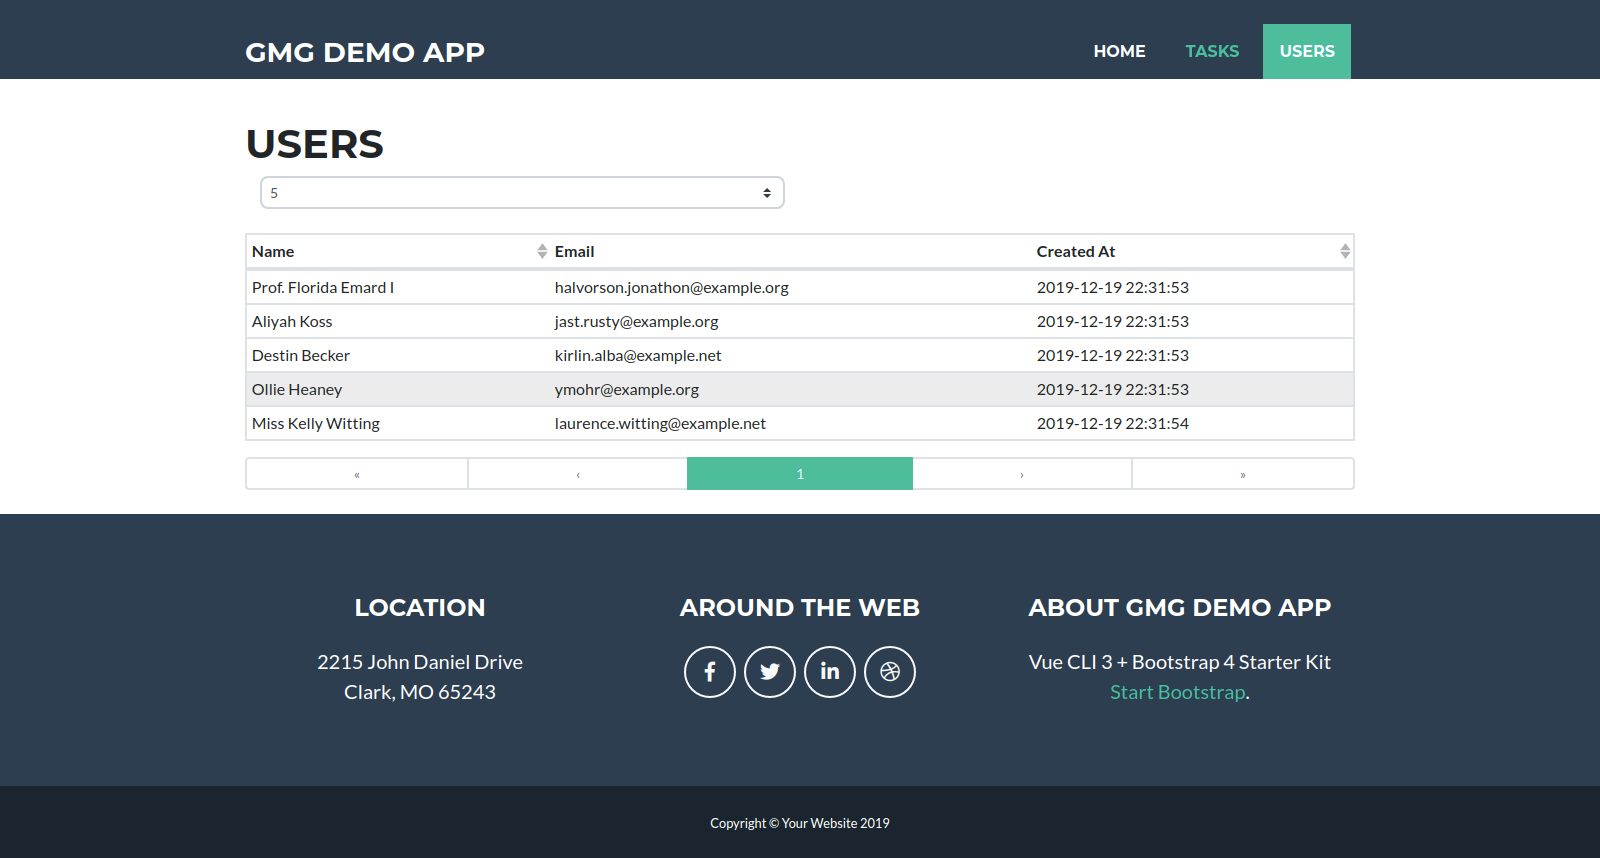 GMG DEMO APP
HOME TASKS USERS
USERS
5
Name Email Created At
Prof. Florida Emard I halvorson.jonathon@example.org 2019-12-19 22:31:53
Aliyah Koss jast.rusty@example.org 2019-12-19 22:31:53
Destin Becker kirlin.alba@example.net 2019-12-19 22:31:53
Ollie Heaney ymohr@example.org 2019-12-19 22:31:53
Miss Kelly Witting laurence.witting@example.net 2019-12-19 22:31:54
« ‹ 1 › »
LOCATION
2215 John Daniel Drive
Clark, MO 65243
AROUND THE WEB
ABOUT GMG DEMO APP
Vue CLI 3 + Bootstrap 4 Starter Kit
Start Bootstrap.
Copyright © Your Website 2019